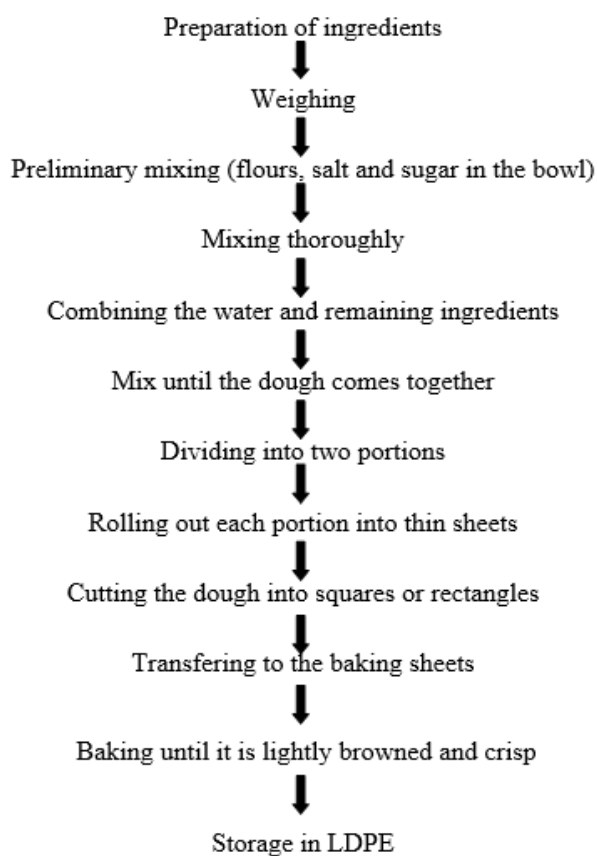 Preparation of ingredients
Weighing
Preliminary mixing (flours, salt and sugar in the bowl)
Mixing thoroughly
Combining the water and remaining ingredients
Mix until the dough comes together
Dividing into two portions
Rolling out each portion into thin sheets
Cutting the dough into squares or rectangles
Transfering to the baking sheets
Baking until it is lightly browned and crisp
Storage in LDPE